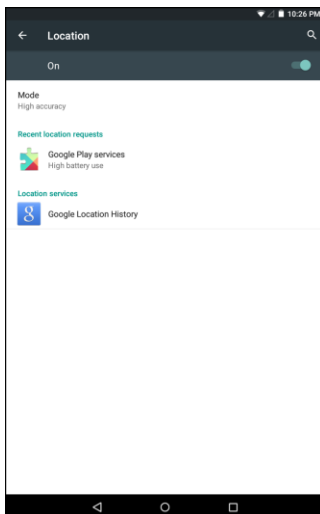 10:26 PM
Location
On
Mode
High accuracy
Recent location requests
Google Play services
High battery use
Location services
8
Google Location History